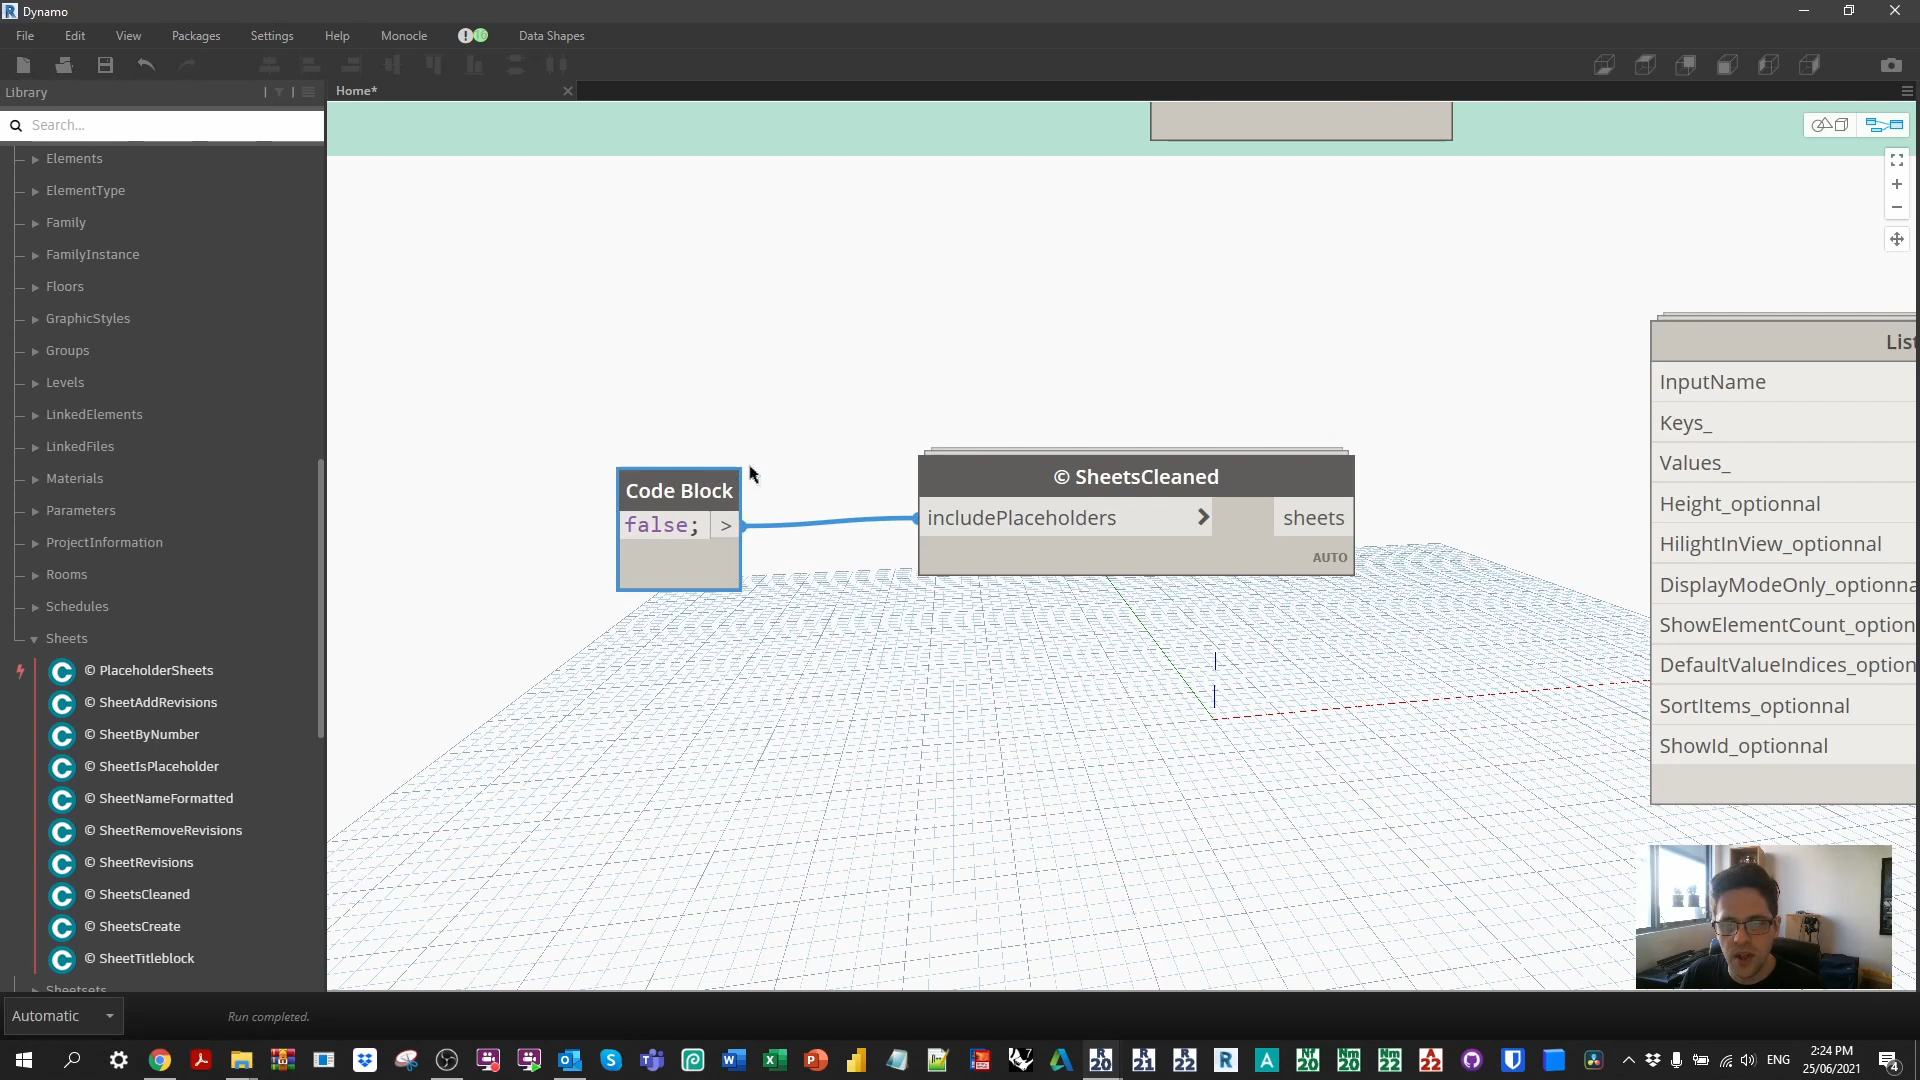 Dynamo
File Edit View Packages Settings Help Monocle Data Shapes
Library
Home*
Search...
Elements
ElementType
Family
FamilyInstance
Floors
GraphicStyles
Groups
Levels
LinkedElements
LinkedFiles
Materials
Parameters
ProjectInformation
Rooms
Schedules
Sheets
© PlaceholderSheets
© SheetAddRevisions
© SheetByNumber
© SheetIsPlaceholder
© SheetNameFormatted
© SheetRemoveRevisions
© SheetRevisions
© SheetsCleaned
© SheetsCreate
© SheetTitleblock
Sheetsets
Code Block
false; >
© SheetsCleaned
includePlaceholders
sheets
AUTO
List
InputName
Keys_
Values_
Height_optionnal
HilightInView_optionnal
DisplayModeOnly_optionna
ShowElementCount_option
DefaultValueIndices_option
SortItems_optionnal
ShowId_optionnal
Automatic
Run completed.
ENG
2:24 PM
25/06/2021